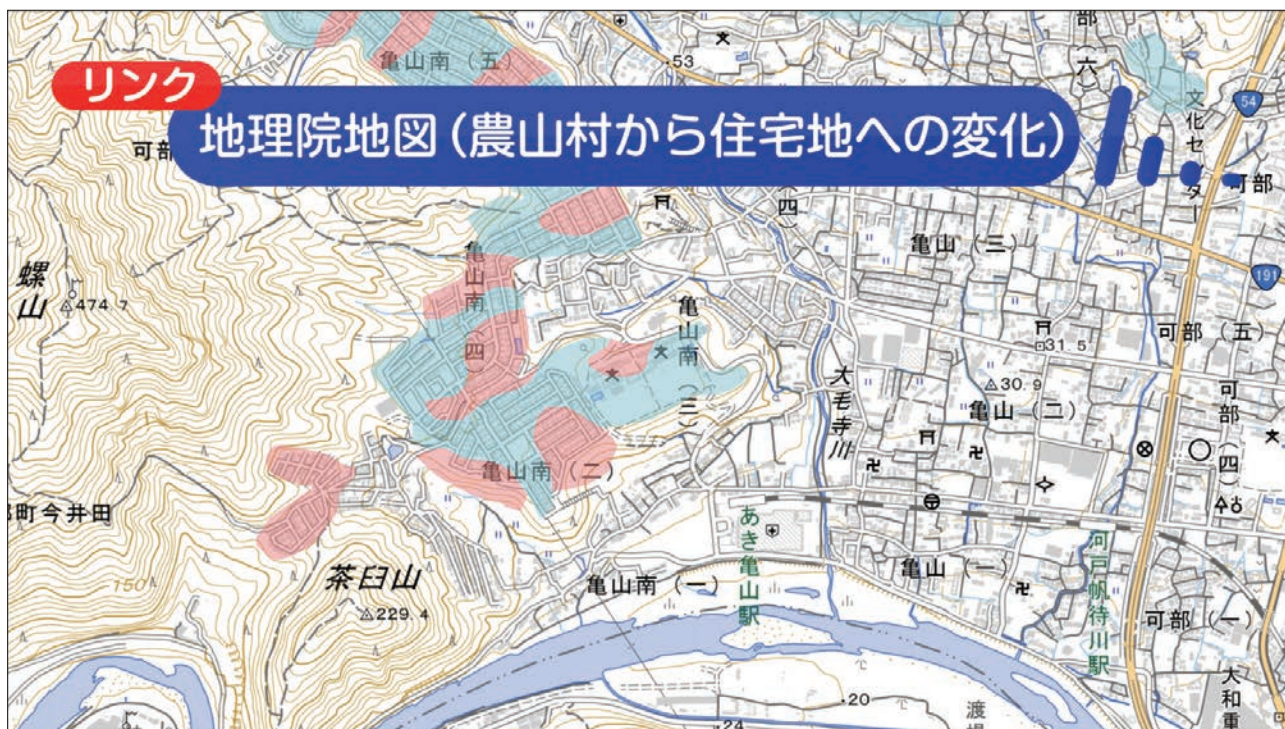 亀山南（五）
53
部（六）
リンク
地理院地図（農山村から住宅地への変化）
54
文化センター
可部
可部
（四）
亀山（三）
191
螺山
474.7
亀山南（四）
亀山南（三）
31.5
可部（五）
大毛寺川
30.9
亀山（二）
可部（四）
亀山南（二）
部町今井田
150
茶臼山
229.4
亀山南（一）
あき亀山駅
亀山（一）
河戸帆待川駅
可部（一）
20
24
渡場
大和重